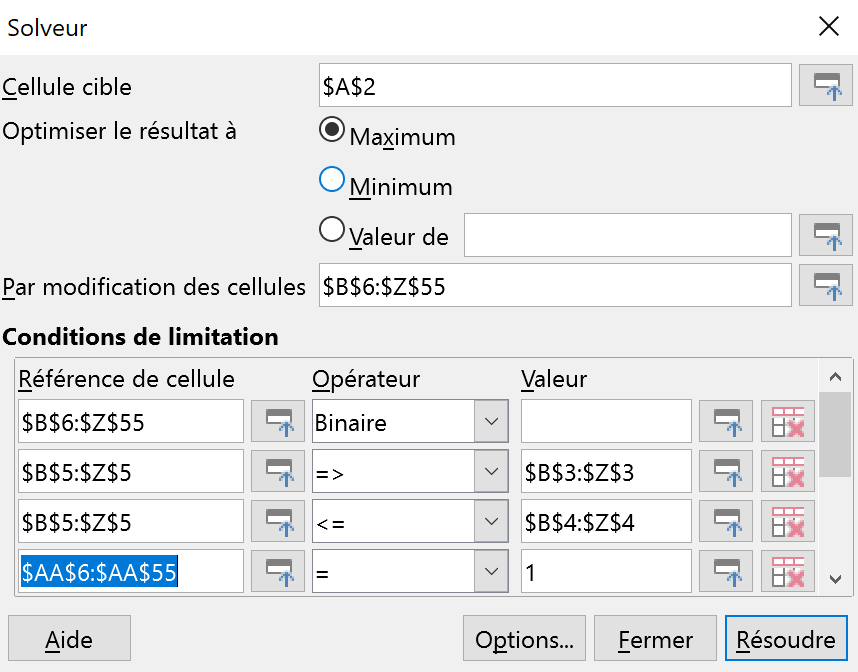 Solveur
Cellule cible $A$2
Optimiser le résultat à Maximum
Minimum
Valeur de
Par modification des cellules $B$6:$Z$55
Conditions de limitation
Référence de cellule Opérateur Valeur
$B$6:$Z$55 Binaire
$B$5:$Z$5 => $B$3:$Z$3
$B$5:$Z$5 <= $B$4:$Z$4
$AA$6:$AA$55 = 1
Aide Options... Fermer Résoudre